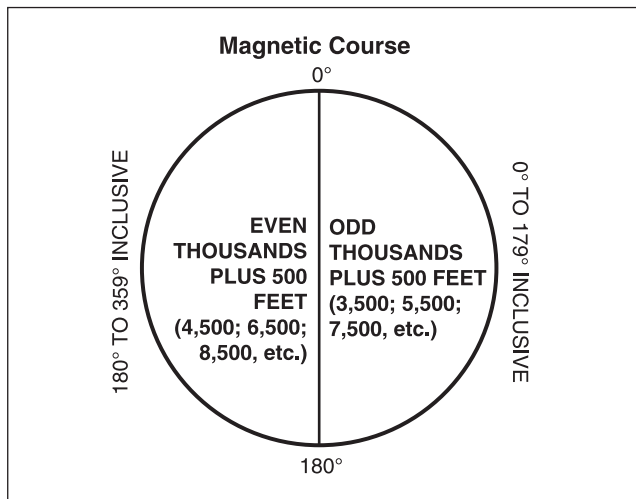 Magnetic Course
0°
180° TO 359° INCLUSIVE
EVEN
THOUSANDS
PLUS 500
FEET
(4,500; 6,500;
8,500, etc.)
ODD
THOUSANDS
PLUS 500 FEET
(3,500; 5,500;
7,500, etc.)
0° TO 179° INCLUSIVE
180°